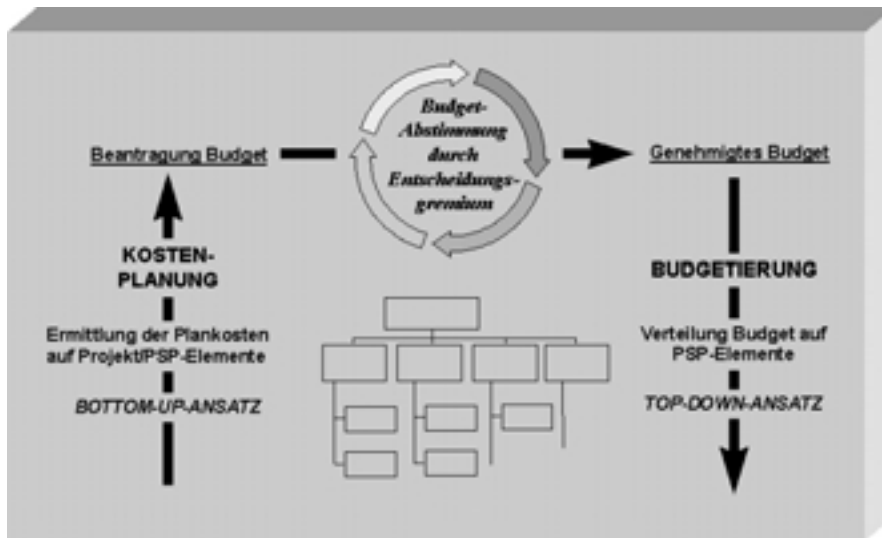 Budget-
Abstimmung
durch
Entscheidungs-
gremium
Beantragung Budget
Genehmigtes Budget
KOSTEN-
PLANUNG
Ermittlung der Plankosten
auf Projekt/PSP-Elemente
BOTTOM-UP-ANSATZ
BUDGETIERUNG
Verteilung Budget auf
PSP-Elemente
TOP-DOWN-ANSATZ